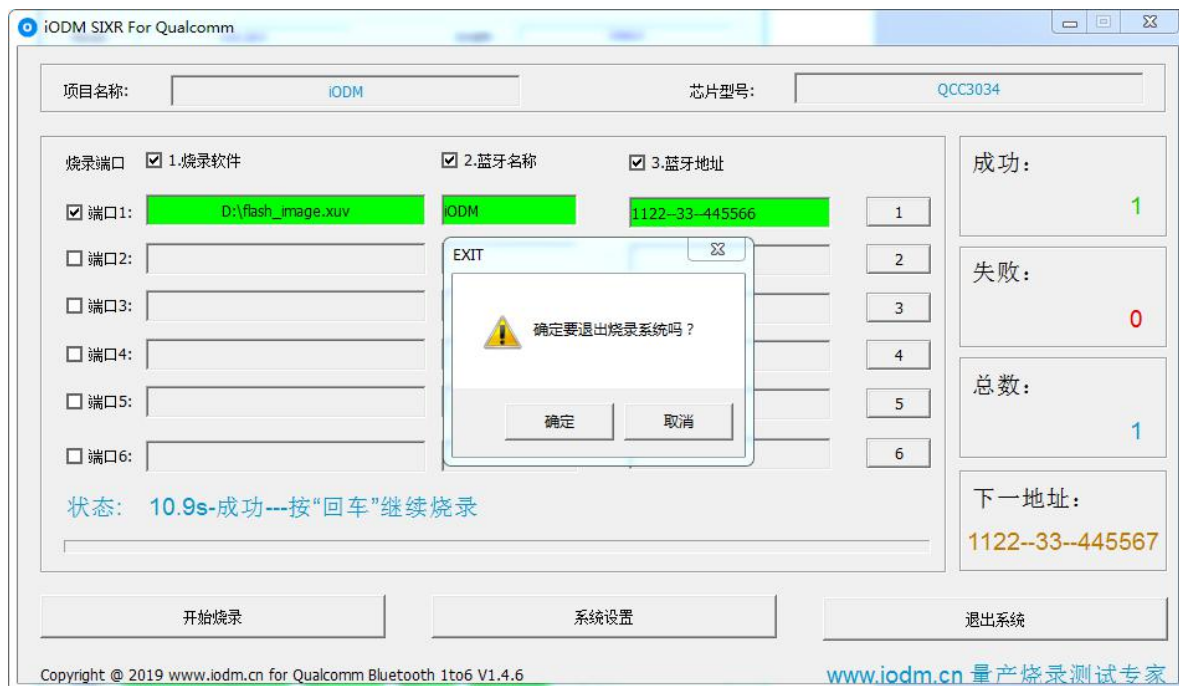 iODM SIXR For Qualcomm
项目名称: iODM 芯片型号: QCC3034
烧录端口 1.烧录软件 2.蓝牙名称 3.蓝牙地址
端口1: D:\flash_image.xuv iODM 1122--33--445566 1
端口2: 2
端口3: 3
端口4: 4
端口5: 5
端口6: 6
EXIT
确定要退出烧录系统吗？
确定 取消
状态: 10.9s-成功---按“回车”继续烧录
成功:
1
失败:
0
总数:
1
下一地址:
1122--33--445567
开始烧录 系统设置 退出系统
Copyright @ 2019 www.iodm.cn for Qualcomm Bluetooth 1to6 V1.4.6
www.iodm.cn 量产烧录测试专家